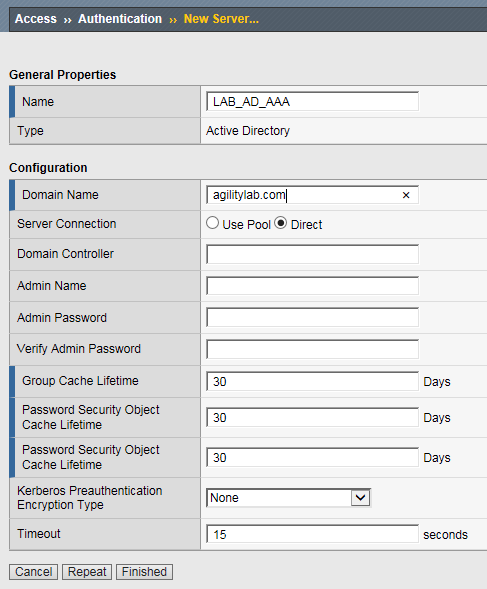 Access ›› Authentication ›› New Server...
General Properties
Name LAB_AD_AAA
Type Active Directory
Configuration
Domain Name agilitylab.com ×
Server Connection Use Pool Direct
Domain Controller
Admin Name
Admin Password
Verify Admin Password
Group Cache Lifetime 30 Days
Password Security Object
Cache Lifetime 30 Days
Password Security Object
Cache Lifetime 30 Days
Kerberos Preauthentication
Encryption Type None
Timeout 15 seconds
Cancel Repeat Finished